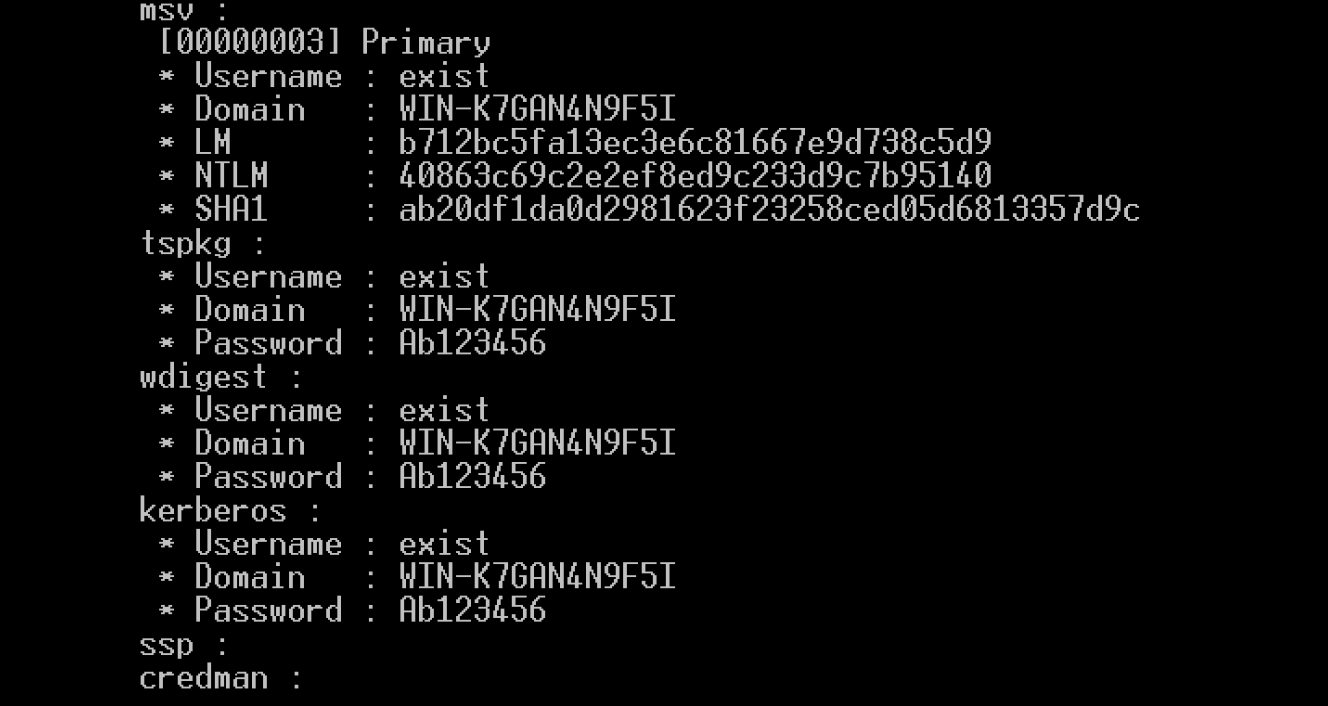 msv :
[00000003] Primary
* Username : exist
* Domain : WIN-K7GAN4N9F5I
* LM : b712bc5fa13ec3e6c81667e9d738c5d9
* NTLM : 40863c69c2e2ef8ed9c233d9c7b95140
* SHA1 : ab20df1da0d2981623f23258ced05d6813357d9c
tspkg :
* Username : exist
* Domain : WIN-K7GAN4N9F5I
* Password : Ab123456
wdigest :
* Username : exist
* Domain : WIN-K7GAN4N9F5I
* Password : Ab123456
kerberos :
* Username : exist
* Domain : WIN-K7GAN4N9F5I
* Password : Ab123456
ssp :
credman :